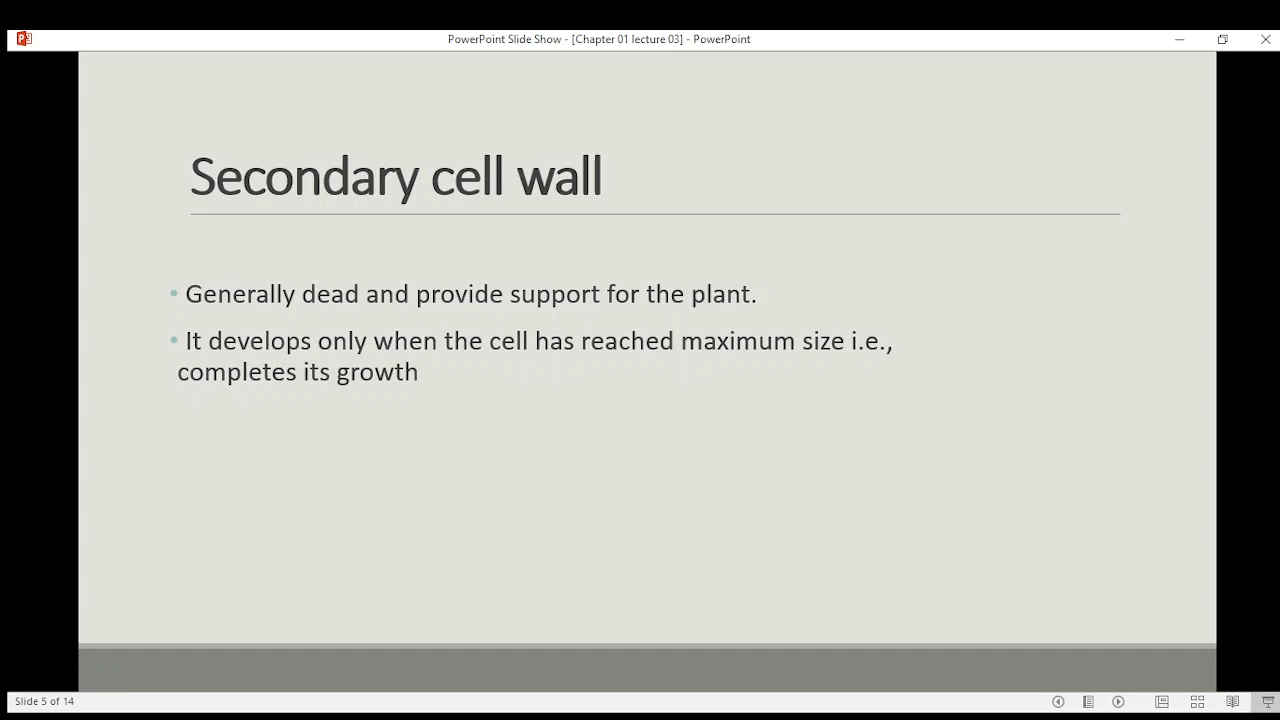 PowerPoint Slide Show - [Chapter 01 lecture 03] - PowerPoint
Secondary cell wall
• Generally dead and provide support for the plant.
• It develops only when the cell has reached maximum size i.e.,
completes its growth
Slide 5 of 14